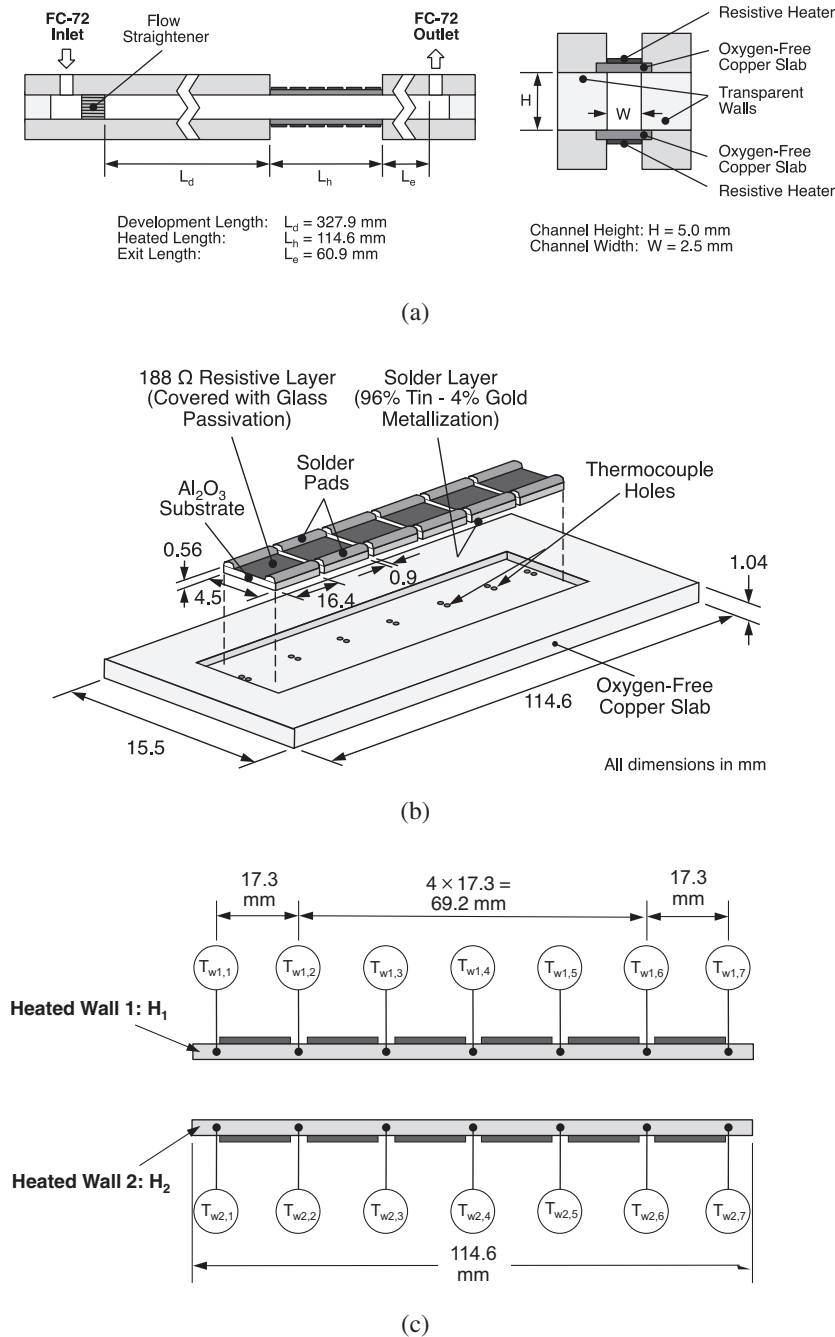 FC-72
Inlet
Flow
Straightener
FC-72
Outlet
L_d
L_h
L_e
Development Length: L_d = 327.9 mm
Heated Length: L_h = 114.6 mm
Exit Length: L_e = 60.9 mm
Resistive Heater
Oxygen-Free
Copper Slab
H
W
Transparent
Walls
Oxygen-Free
Copper Slab
Resistive Heater
Channel Height: H = 5.0 mm
Channel Width: W = 2.5 mm
(a)
188 Ω Resistive Layer
(Covered with Glass
Passivation)
Solder Layer
(96% Tin - 4% Gold
Metallization)
Solder
Pads
Thermocouple
Holes
Al₂O₃
Substrate
0.56
4.5
16.4
0.9
1.04
114.6
Oxygen-Free
Copper Slab
15.5
All dimensions in mm
(b)
17.3
mm
4 × 17.3 =
69.2 mm
17.3
mm
T_w1,1
T_w1,2
T_w1,3
T_w1,4
T_w1,5
T_w1,6
T_w1,7
Heated Wall 1: H₁
Heated Wall 2: H₂
T_w2,1
T_w2,2
T_w2,3
T_w2,4
T_w2,5
T_w2,6
T_w2,7
114.6
mm
(c)